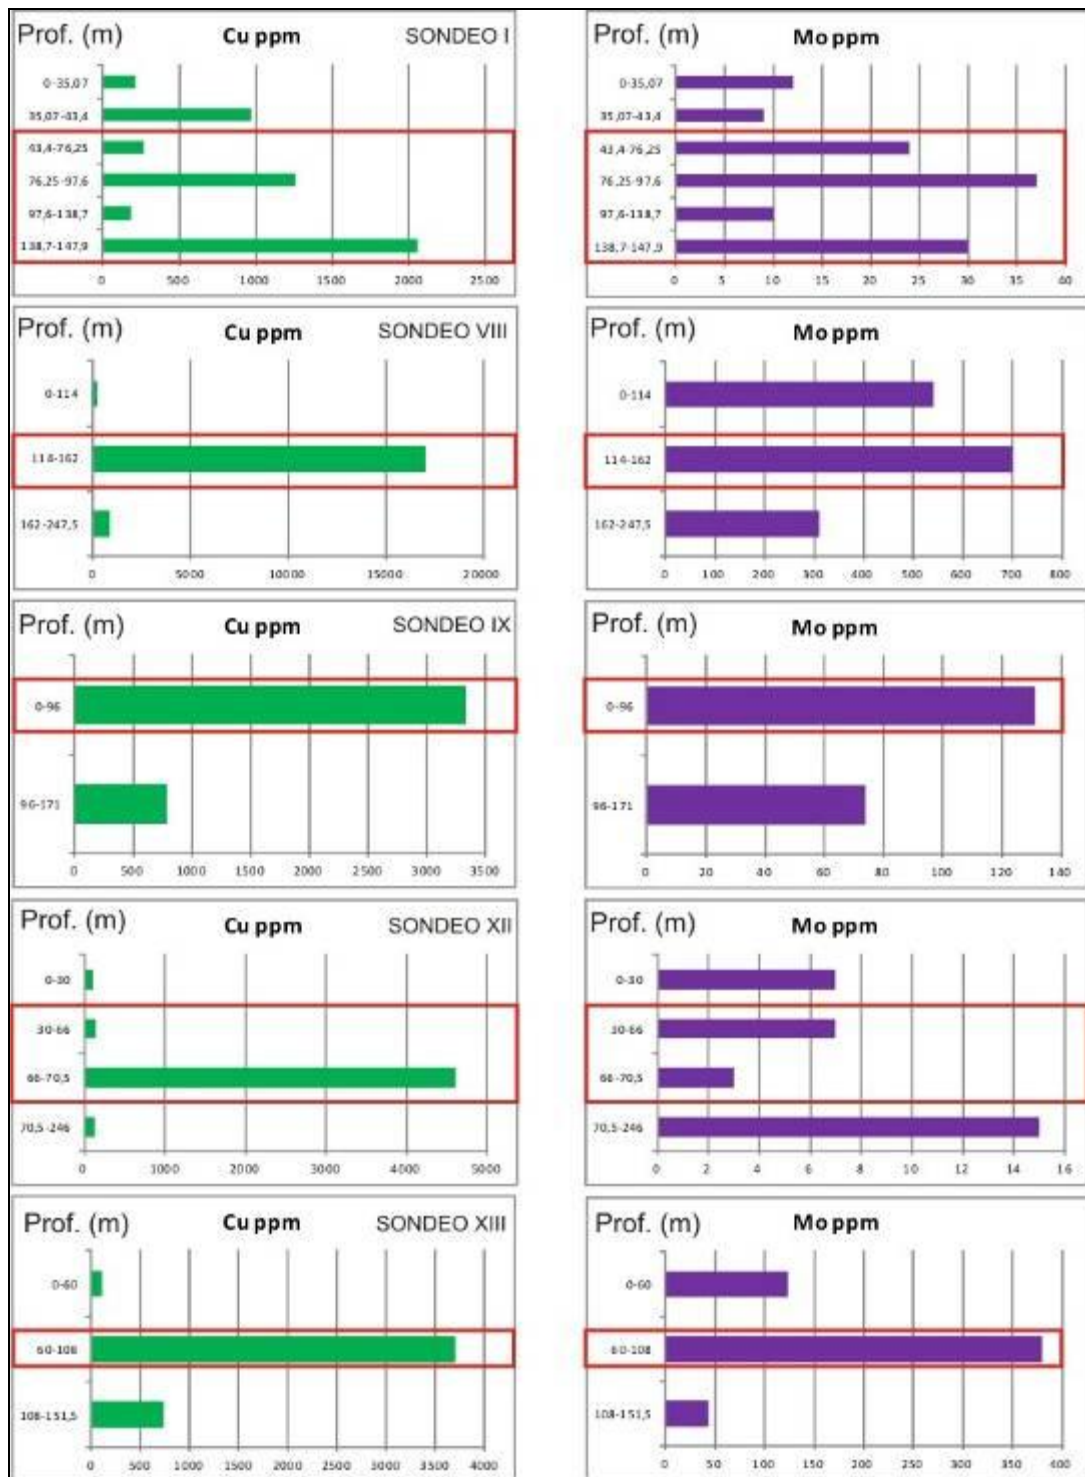 Prof. (m) Cu ppm SONDEO I
0-35,07
35,07-43,4
43,4-76,25
76,25-97,6
97,6-138,7
138,7-147,9
0 500 1000 1500 2000 2500
Prof. (m) Mo ppm
0-35,07
35,07-43,4
43,4-76,25
76,25-97,6
97,6-138,7
138,7-147,9
0 5 10 15 20 25 30 35 40
Prof. (m) Cu ppm SONDEO VIII
0-114
114-162
162-247,5
0 5000 10000 15000 20000
Prof. (m) Mo ppm
0-114
114-162
162-247,5
0 100 200 300 400 500 600 700 800
Prof. (m) Cu ppm SONDEO IX
0-96
96-171
0 500 1000 1500 2000 2500 3000 3500
Prof. (m) Mo ppm
0-96
96-171
0 20 40 60 80 100 120 140
Prof. (m) Cu ppm SONDEO XII
0-30
30-66
66-70,5
70,5-246
0 1000 2000 3000 4000 5000
Prof. (m) Mo ppm
0-30
30-66
66-70,5
70,5-246
0 2 4 6 8 10 12 14 16
Prof. (m) Cu ppm SONDEO XIII
0-60
60-108
108-151,5
0 500 1000 1500 2000 2500 3000 3500 4000
Prof. (m) Mo ppm
0-60
60-108
108-151,5
0 50 100 150 200 250 300 350 400